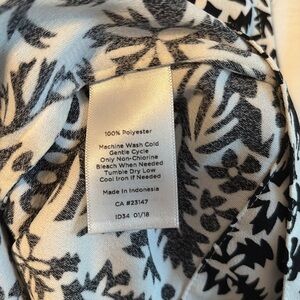 100% Polyester
Machine Wash Cold
Gentle Cycle
Only Non-Chlorine
Bleach When Needed
Tumble Dry Low
Cool Iron If Needed
Made In Indonesia
CA #23147
ID34 01/18